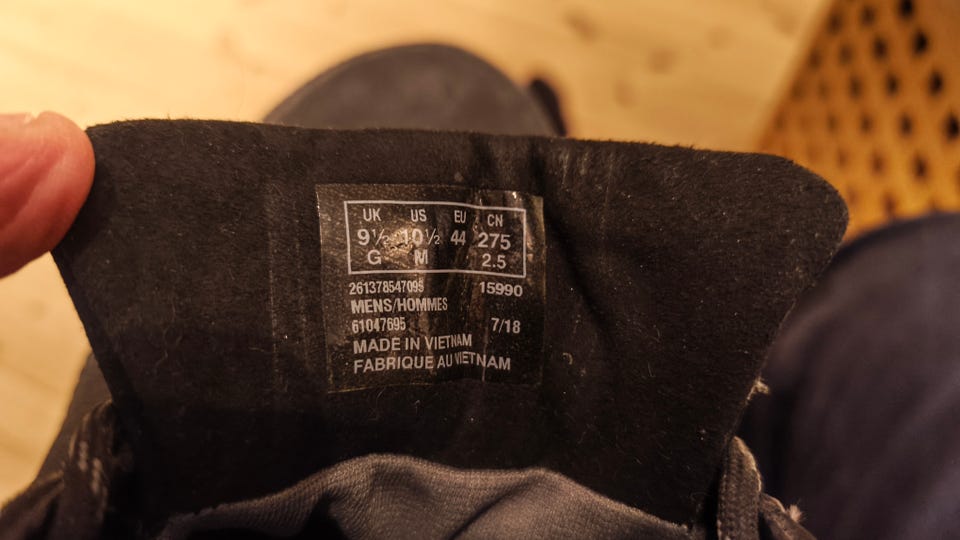 UK US EU CN
9½ 10½ 44 275
G M 2.5
261378547095 15990
MENS/HOMMES
61047695 7/18
MADE IN VIETNAM
FABRIQUE AU VIETNAM